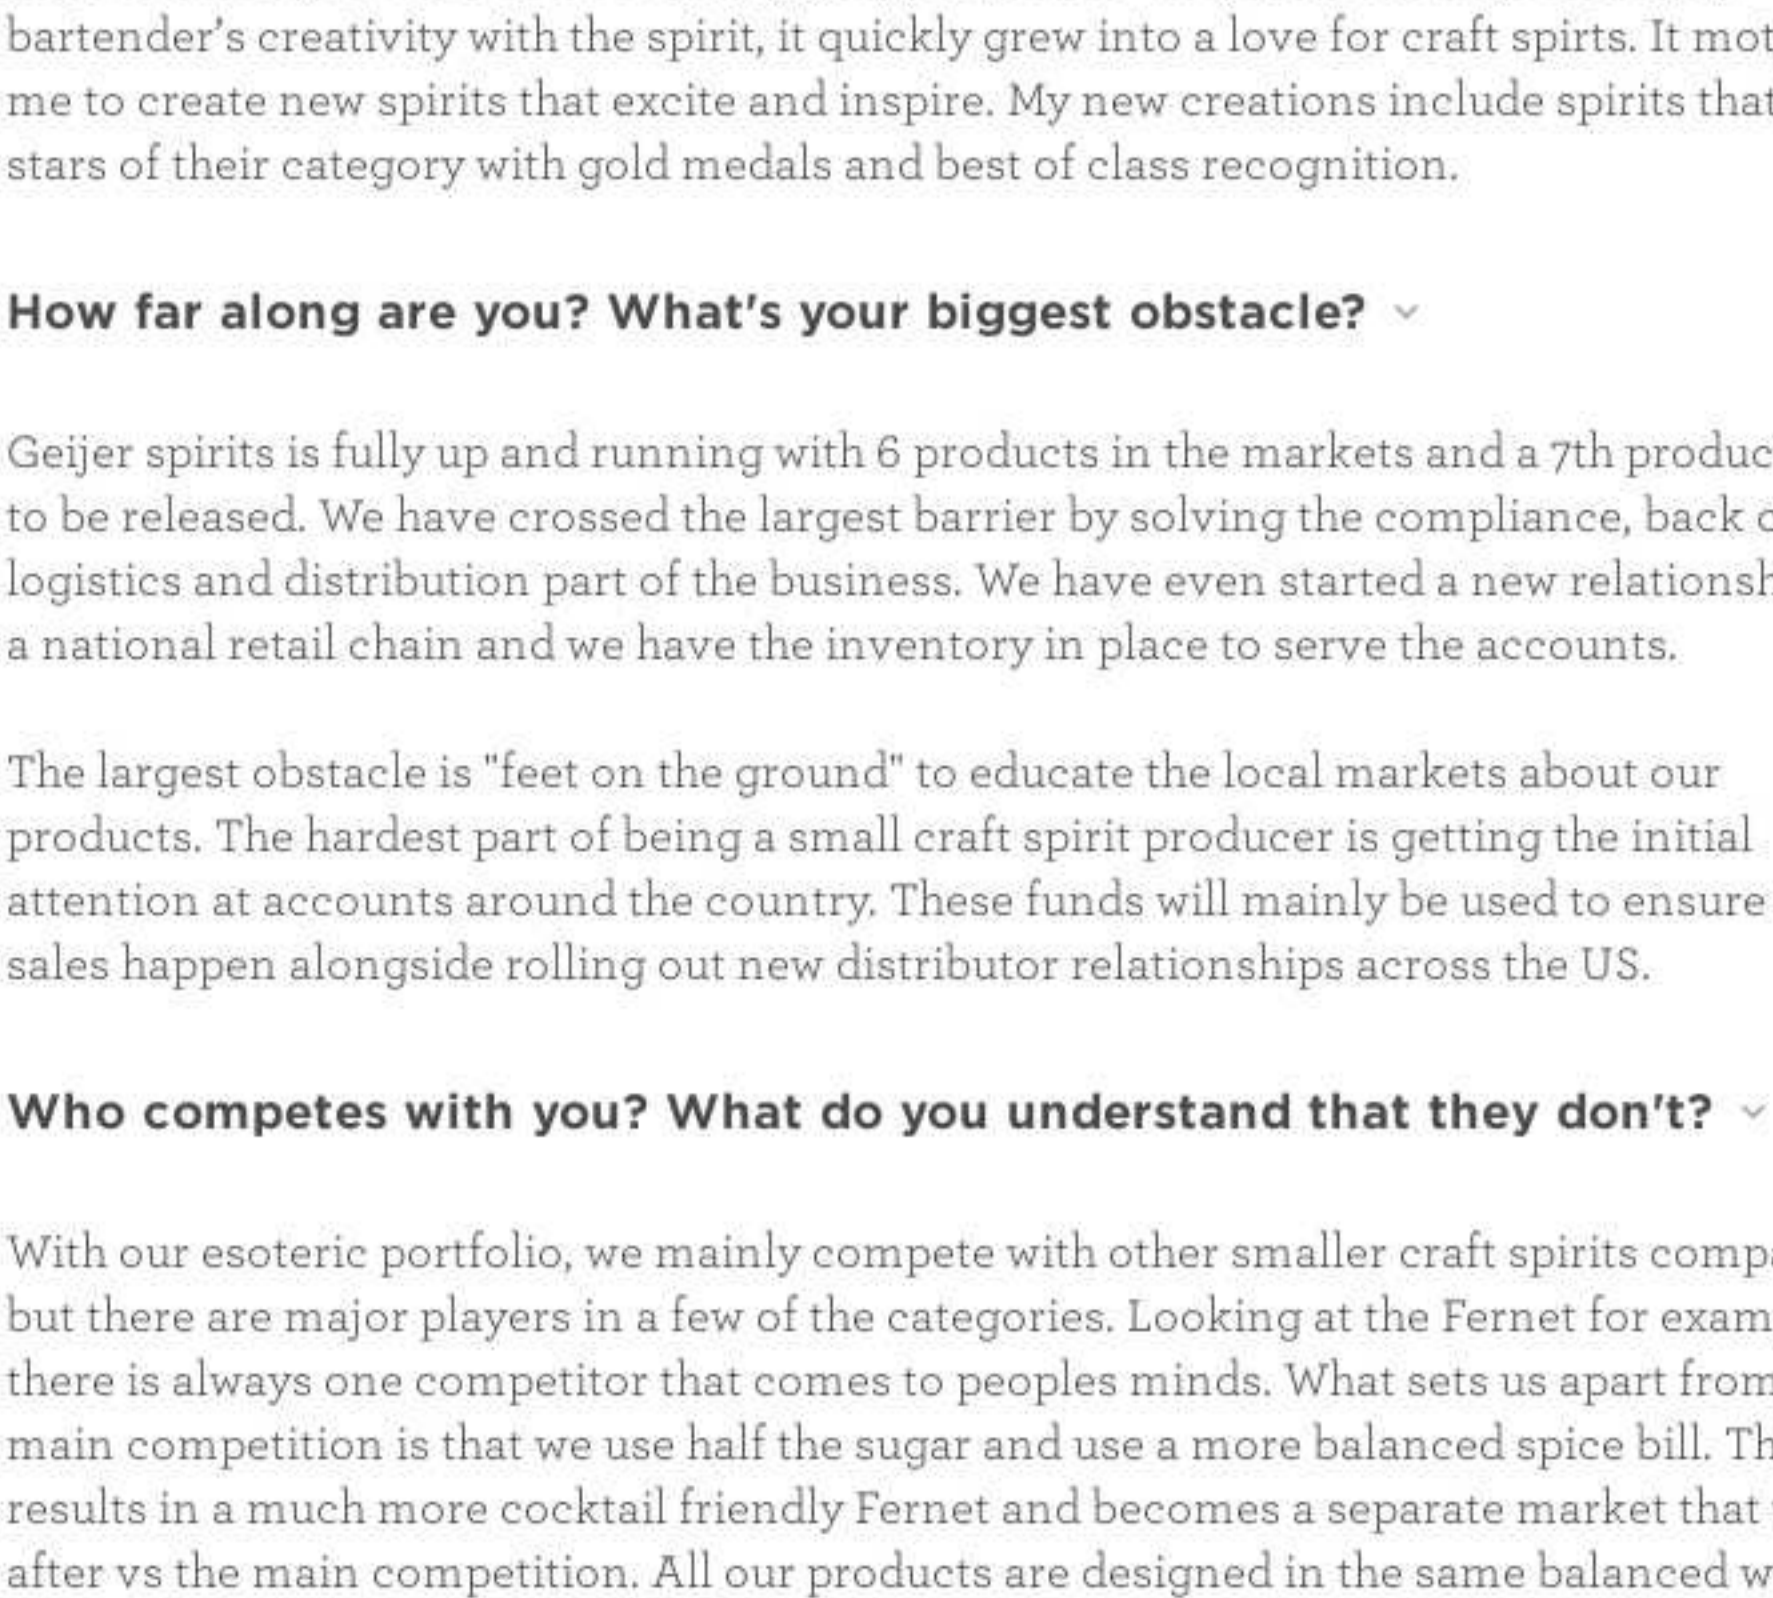 bartender's creativity with the spirit, it quickly grew into a love for craft spirts. It mot
me to create new spirits that excite and inspire. My new creations include spirits that
stars of their category with gold medals and best of class recognition.
How far along are you? What's your biggest obstacle?
Geijer spirits is fully up and running with 6 products in the markets and a 7th produc
to be released. We have crossed the largest barrier by solving the compliance, back
logistics and distribution part of the business. We have even started a new relationsh
a national retail chain and we have the inventory in place to serve the accounts.
The largest obstacle is "feet on the ground" to educate the local markets about our
products. The hardest part of being a small craft spirit producer is getting the initial
attention at accounts around the country. These funds will mainly be used to ensure
sales happen alongside rolling out new distributor relationships across the US.
Who competes with you? What do you understand that they don't?
With our esoteric portfolio, we mainly compete with other smaller craft spirits comp
but there are major players in a few of the categories. Looking at the Fernet for exam
there is always one competitor that comes to peoples minds. What sets us apart from
main competition is that we use half the sugar and use a more balanced spice bill. Th
results in a much more cocktail friendly Fernet and becomes a separate market that
after vs the main competition. All our products are designed in the same balanced w